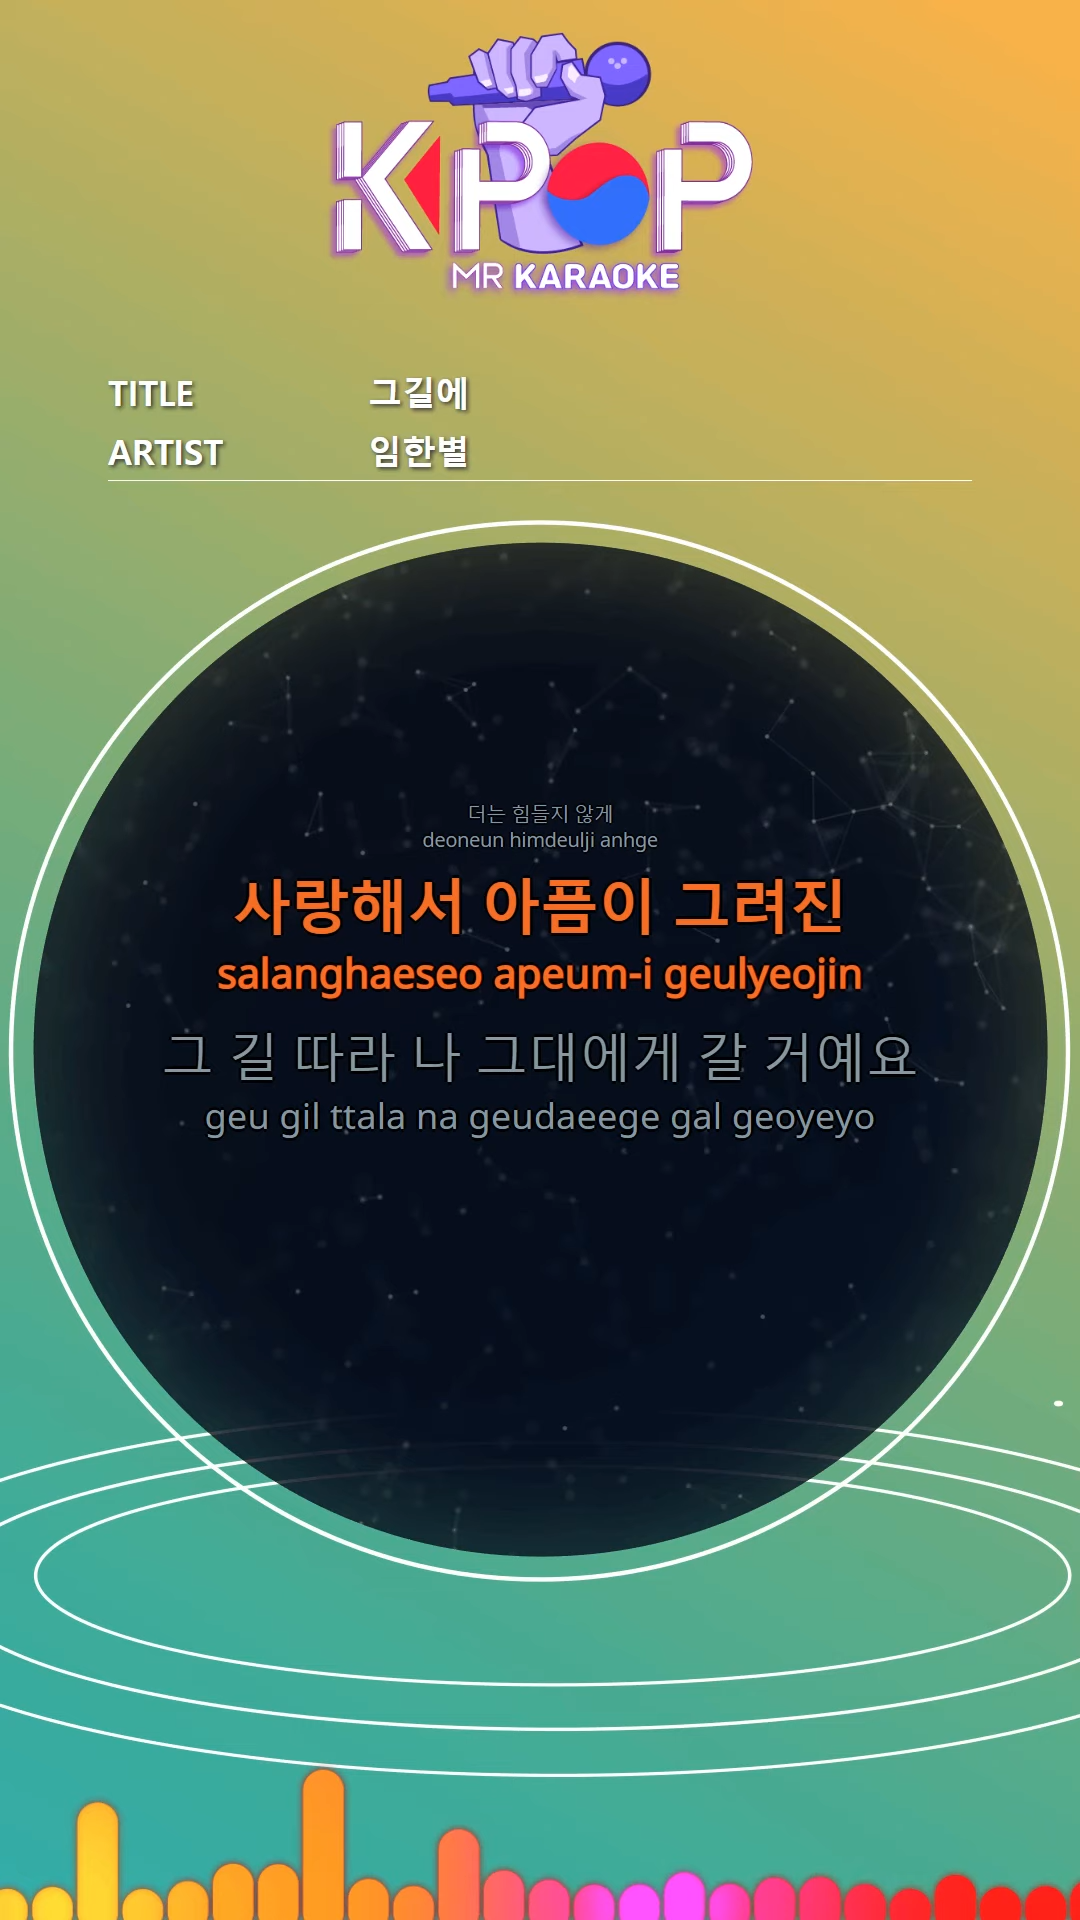 KPOP
MR KARAOKE
TITLE 그길에
ARTIST 임한별
더는 힘들지 않게
deoneun himdeulji anhge
사랑해서 아픔이 그려진
salanghaeseo apeum-i geulyeojin
그 길 따라 나 그대에게 갈 거예요
geu gil ttala na geudaeege gal geoyeyo